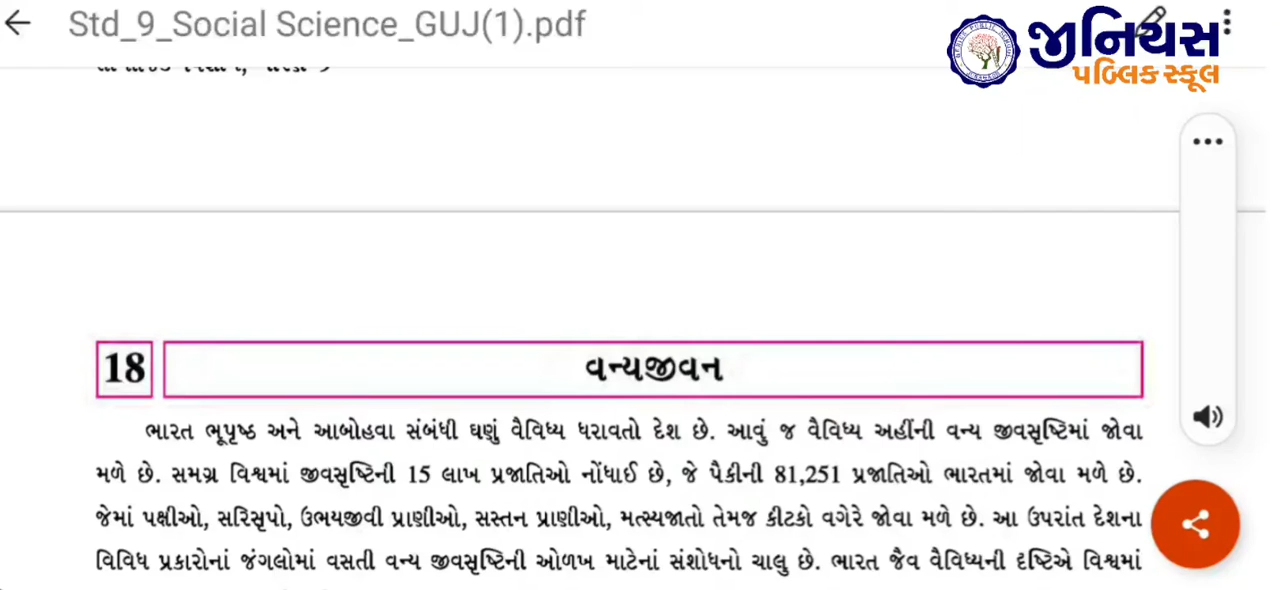 Std_9_Social Science_GUJ(1).pdf
જીનિયસ
પબ્લિક સ્કૂલ
18
વન્યજીવન
ભારત ભૂપૃષ્ઠ અને આબોહવા સંબંધી ઘણું વૈવિધ્ય ધરાવતો દેશ છે. આવું જ વૈવિધ્ય અહીંની વન્ય જીવસૃષ્ટિમાં જોવા
મળે છે. સમગ્ર વિશ્વમાં જીવસૃષ્ટિની 15 લાખ પ્રજાતિઓ નોંધાઈ છે, જે પૈકીની 81,251 પ્રજાતિઓ ભારતમાં જોવા મળે છે.
જેમાં પક્ષીઓ, સરિસૃપો, ઉભયજીવી પ્રાણીઓ, સસ્તન પ્રાણીઓ, મત્સ્યજાતો તેમજ કીટકો વગેરે જોવા મળે છે. આ ઉપરાંત દેશના
વિવિધ પ્રકારોનાં જંગલોમાં વસતી વન્ય જીવસૃષ્ટિની ઓળખ માટેનાં સંશોધનો ચાલુ છે. ભારત જૈવ વૈવિધ્યની દૃષ્ટિએ વિશ્વમાં